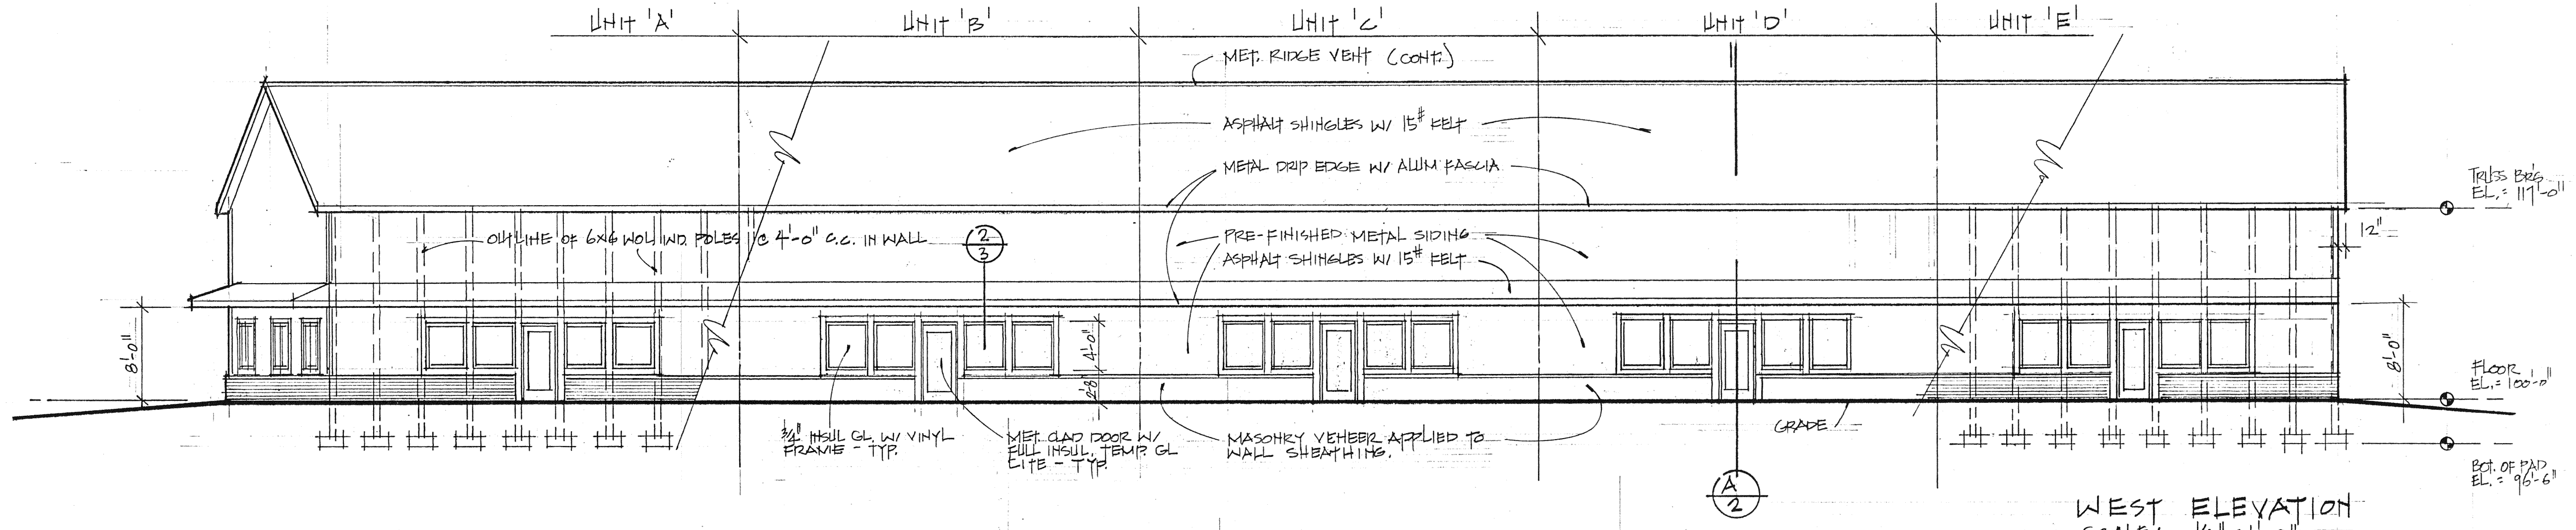 UNIT 'A'
UNIT 'B'
UNIT 'C'
UNIT 'D'
UNIT 'E'
MET. RIDGE VENT (CONT.)
ASPHALT SHINGLES W/ 15# FELT
METAL DRIP EDGE W/ ALUM FASCIA
TRUSS BRG
EL. = 117'-0"
OUTLINE OF 6x6 WOL IND. POLES @ 4'-0" C.C. IN WALL
2
3
PRE-FINISHED METAL SIDING
ASPHALT SHINGLES W/ 15# FELT
12"
8'-0"
4'-0"
2'-8"
8'-0"
FLOOR
EL. = 100'-0"
3/4" INSUL GL. W/ VINYL
FRAME - TYP.
MET. CLAD DOOR W/
FULL INSUL. TEMP. GL
LITE - TYP.
MASONRY VENEER APPLIED TO
WALL SHEATHING.
GRADE
A
2
BOT. OF PAD
EL. = 96'-6"
WEST ELEVATION